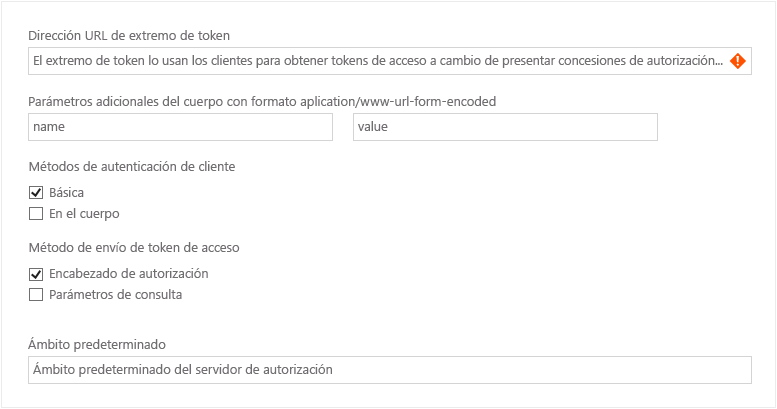 Dirección URL de extremo de token
El extremo de token lo usan los clientes para obtener tokens de acceso a cambio de presentar concesiones de autorización...
Parámetros adicionales del cuerpo con formato aplication/www-url-form-encoded
name value
Métodos de autenticación de cliente
Básica
En el cuerpo
Método de envío de token de acceso
Encabezado de autorización
Parámetros de consulta
Ámbito predeterminado
Ámbito predeterminado del servidor de autorización